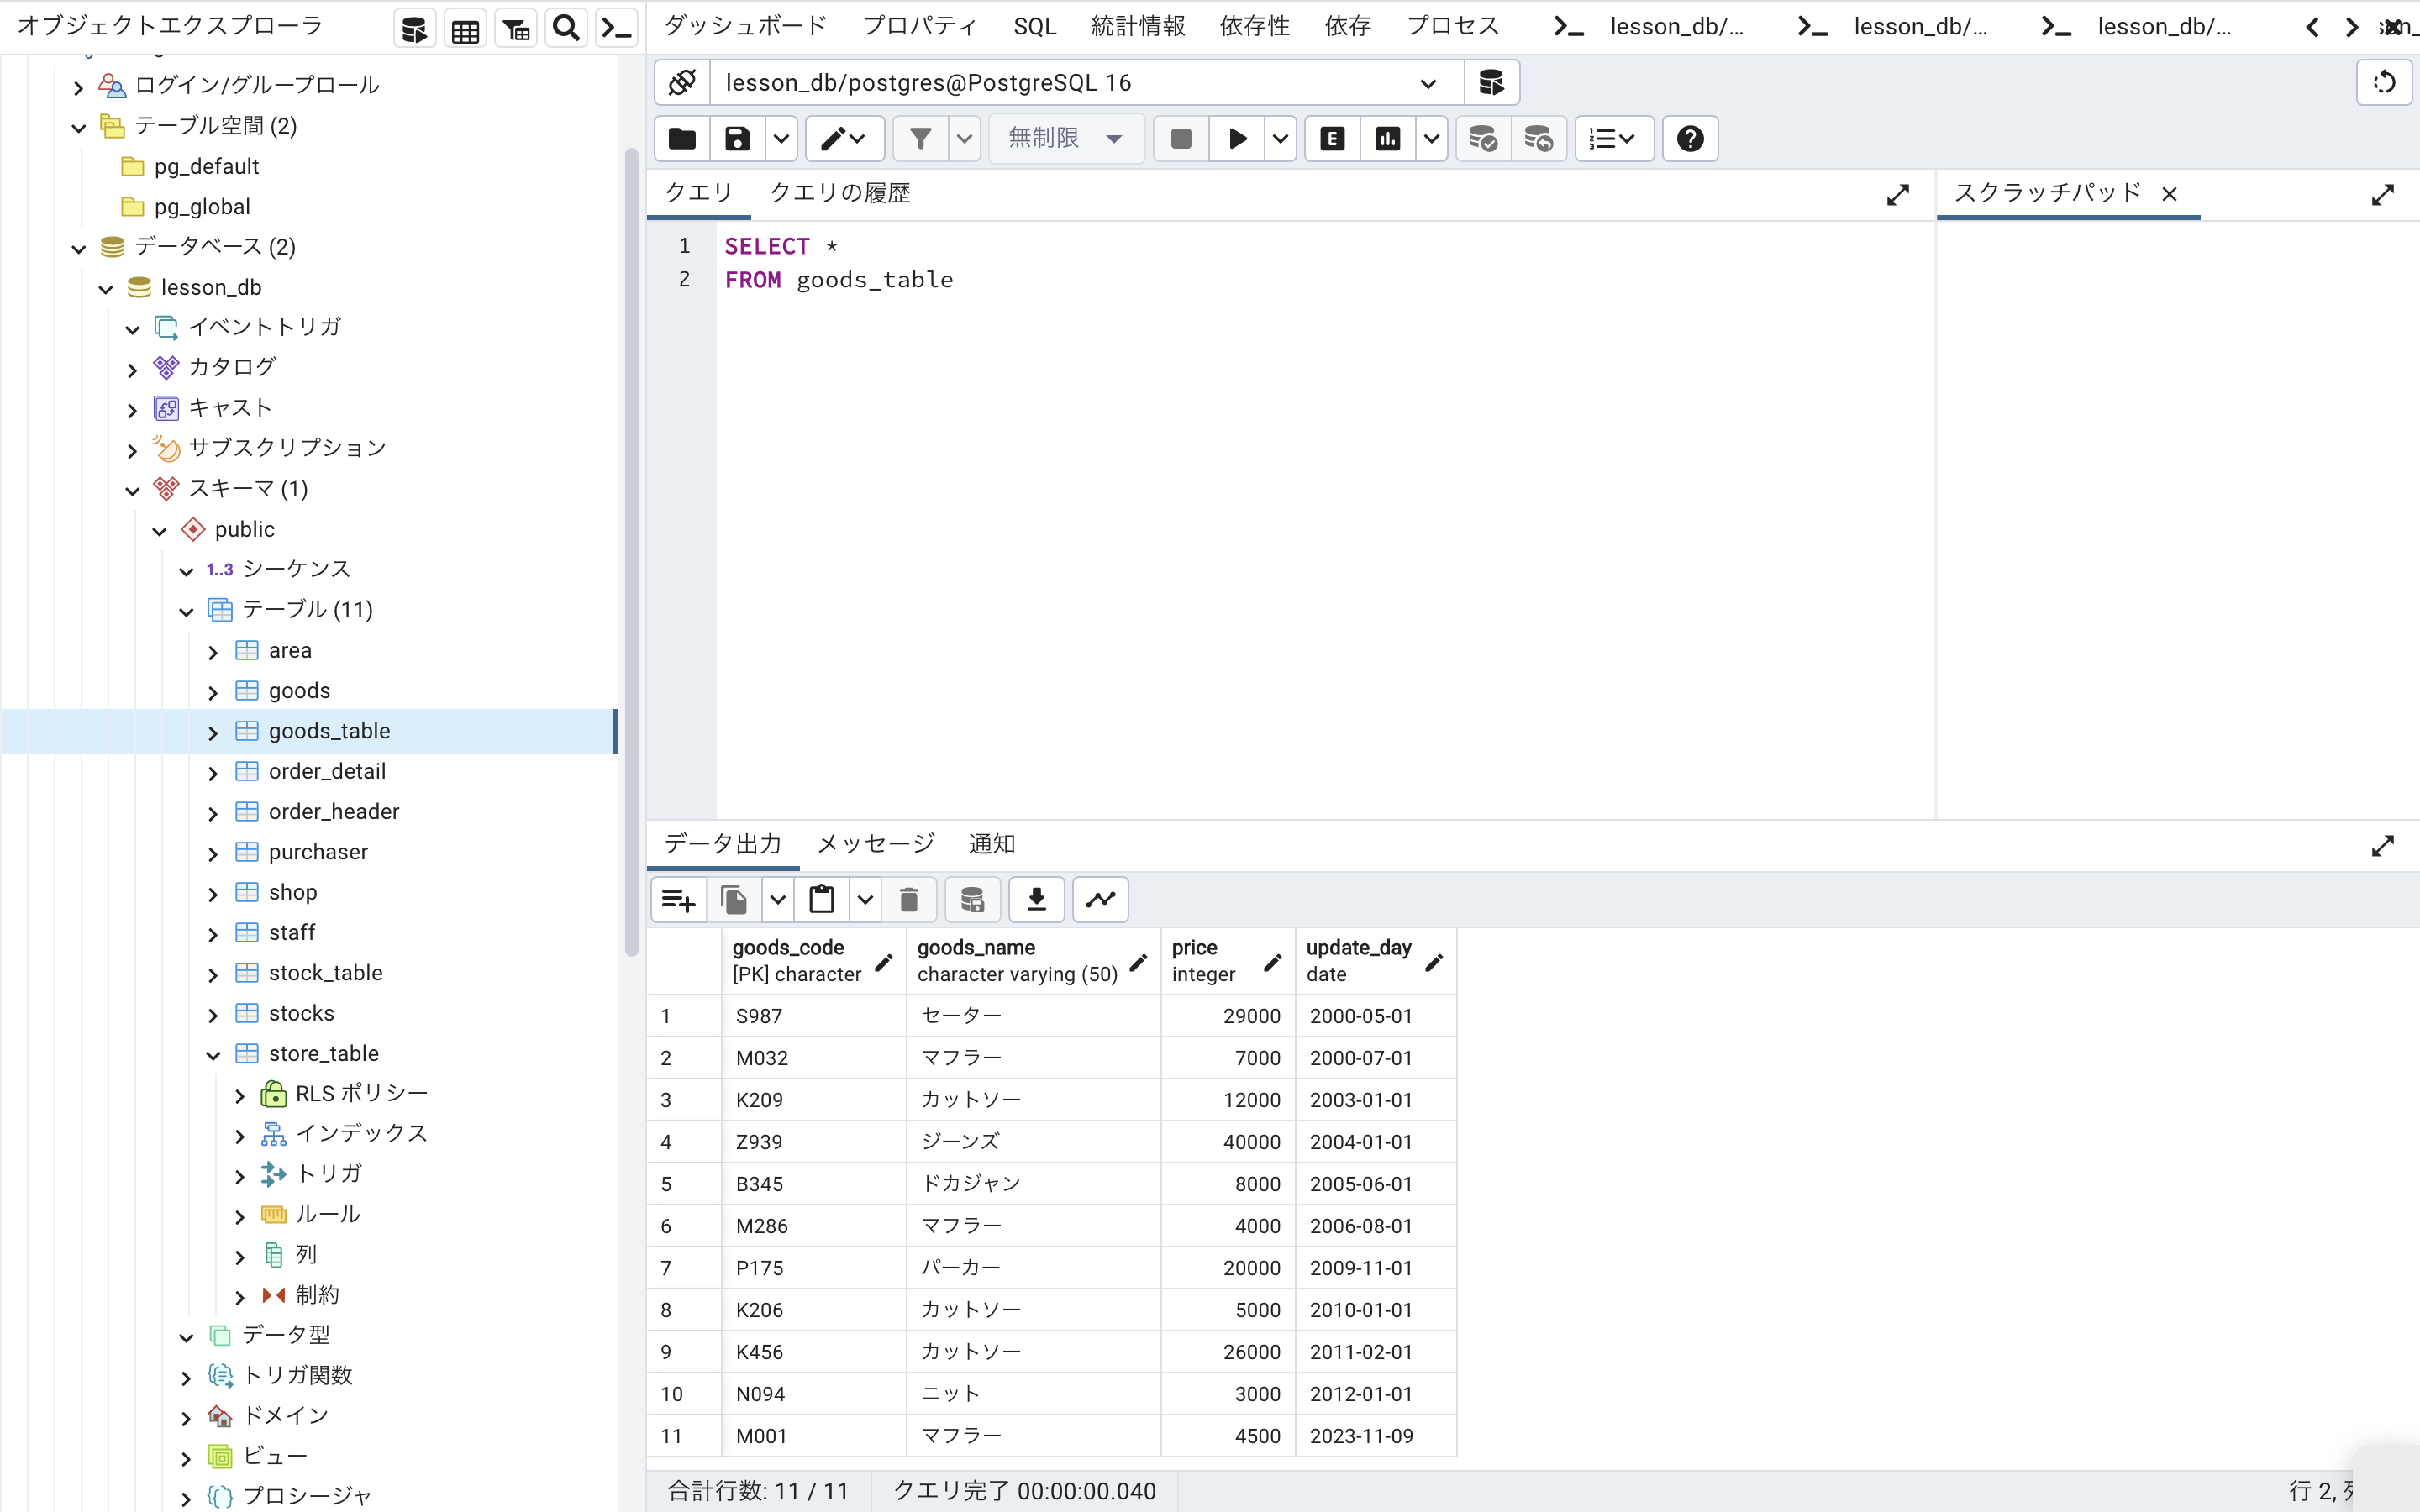 オブジェクトエクスプローラ
ログイン/グループロール
テーブル空間 (2)
pg_default
pg_global
データベース (2)
lesson_db
イベントトリガ
カタログ
キャスト
サブスクリプション
スキーマ (1)
public
1..3 シーケンス
テーブル (11)
area
goods
goods_table
order_detail
order_header
purchaser
shop
staff
stock_table
stocks
store_table
RLS ポリシー
インデックス
トリガ
ルール
列
制約
データ型
トリガ関数
ドメイン
ビュー
プロシージャ
ダッシュボード プロパティ SQL 統計情報 依存性 依存 プロセス lesson_db/... lesson_db/... lesson_db/...
lesson_db/postgres@PostgreSQL 16
無制限 E
クエリ クエリの履歴
1 SELECT *
2 FROM goods_table
スクラッチパッド
データ出力 メッセージ 通知
goods_code goods_name price update_day
[PK] character character varying (50) integer date
1 S987 セーター 29000 2000-05-01
2 M032 マフラー 7000 2000-07-01
3 K209 カットソー 12000 2003-01-01
4 Z939 ジーンズ 40000 2004-01-01
5 B345 ドカジャン 8000 2005-06-01
6 M286 マフラー 4000 2006-08-01
7 P175 パーカー 20000 2009-11-01
8 K206 カットソー 5000 2010-01-01
9 K456 カットソー 26000 2011-02-01
10 N094 ニット 3000 2012-01-01
11 M001 マフラー 4500 2023-11-09
合計行数: 11 / 11 クエリ完了 00:00:00.040 行 2,